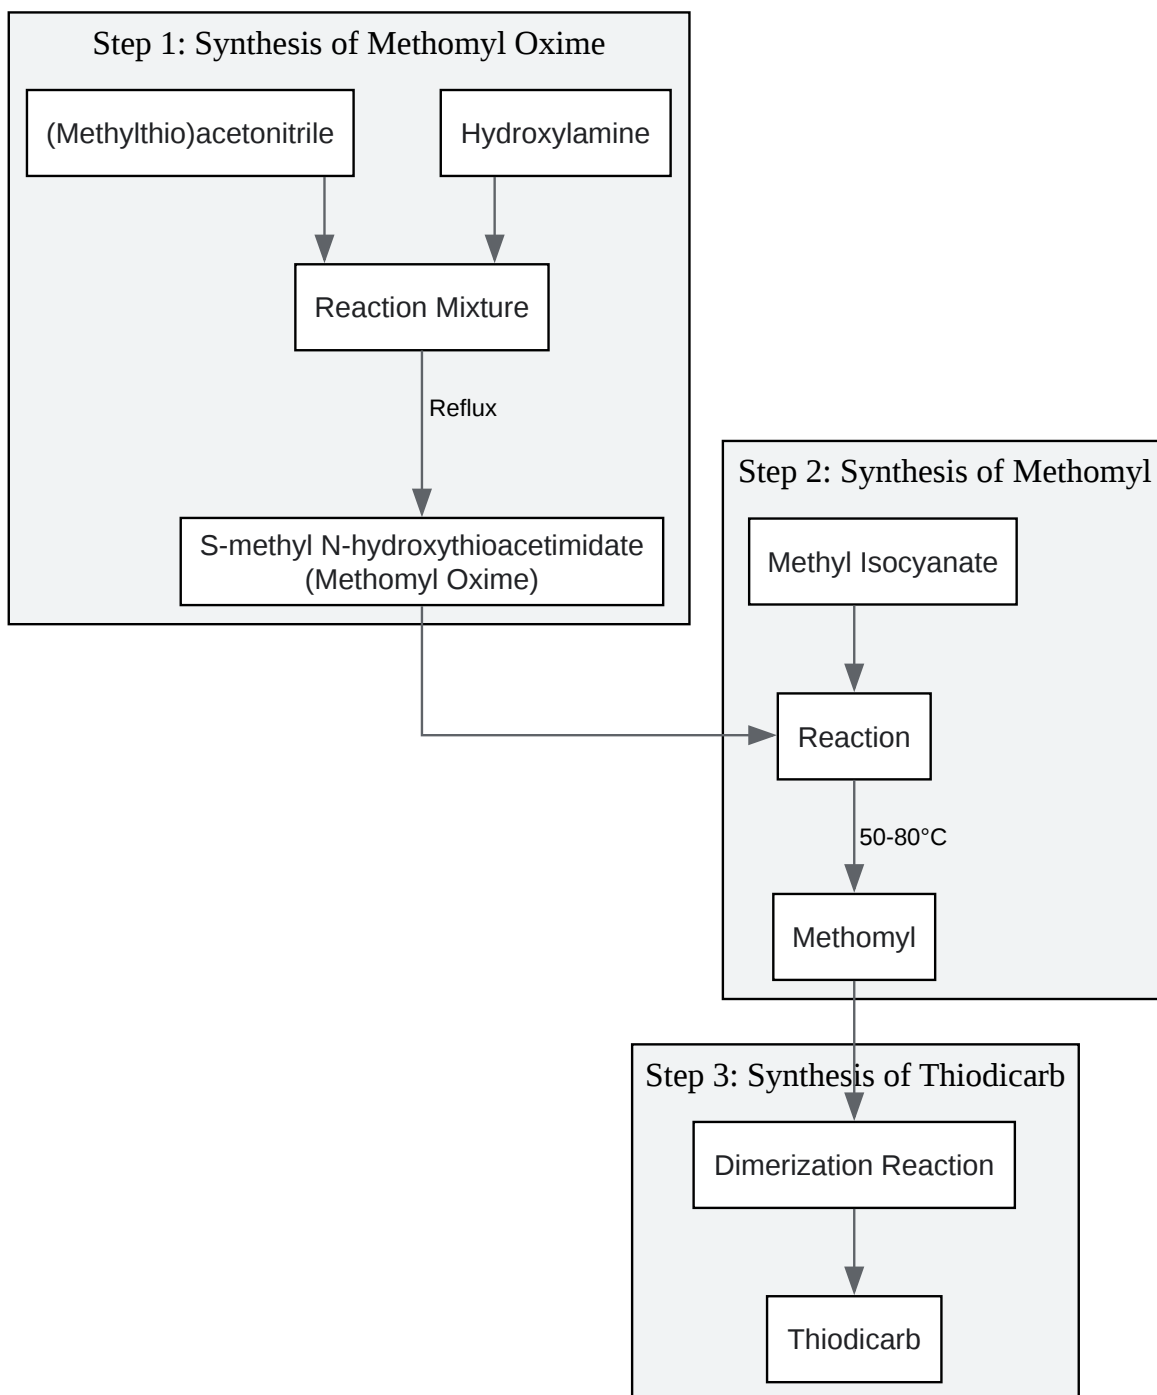 Step 1: Synthesis of Methomyl Oxime
(Methylthio)acetonitrile
Hydroxylamine
Reaction Mixture
Reflux
S-methyl N-hydroxythioacetimidate
(Methomyl Oxime)
Step 2: Synthesis of Methomyl
Methyl Isocyanate
Reaction
50-80°C
Methomyl
Step 3: Synthesis of Thiodicarb
Dimerization Reaction
Thiodicarb